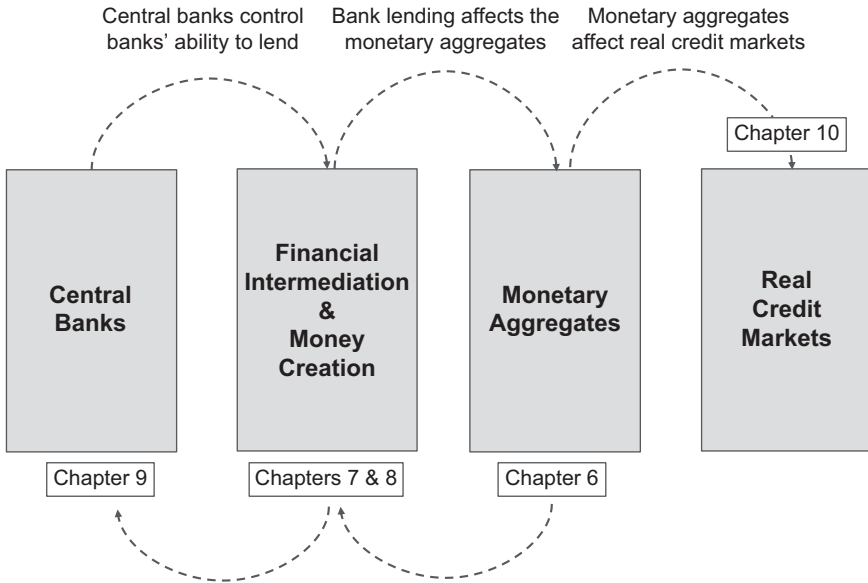 Central banks control
banks’ ability to lend
Bank lending affects the
monetary aggregates
Monetary aggregates
affect real credit markets
Chapter 10
Central
Banks
Financial
Intermediation
&
Money
Creation
Monetary
Aggregates
Real
Credit
Markets
Chapter 9
Chapters 7 & 8
Chapter 6